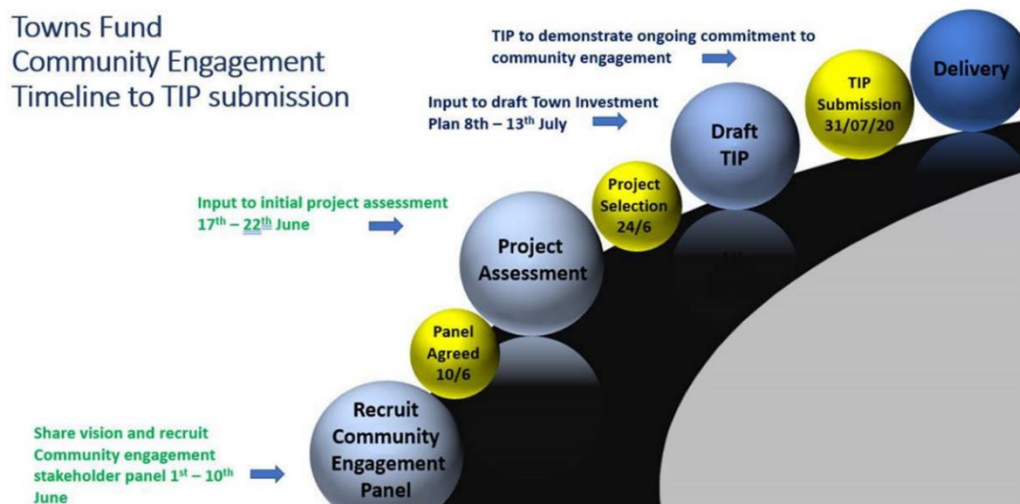 Towns Fund
Community Engagement
Timeline to TIP submission
TIP to demonstrate ongoing commitment to
community engagement
Delivery
TIP
Submission
31/07/20
Input to draft Town Investment
Plan 8th – 13th July
Draft
TIP
Project
Selection
24/6
Input to initial project assessment
17th – 22th June
Project
Assessment
Panel
Agreed
10/6
Recruit
Community
Engagement
Panel
Share vision and recruit
Community engagement
stakeholder panel 1st – 10th
June